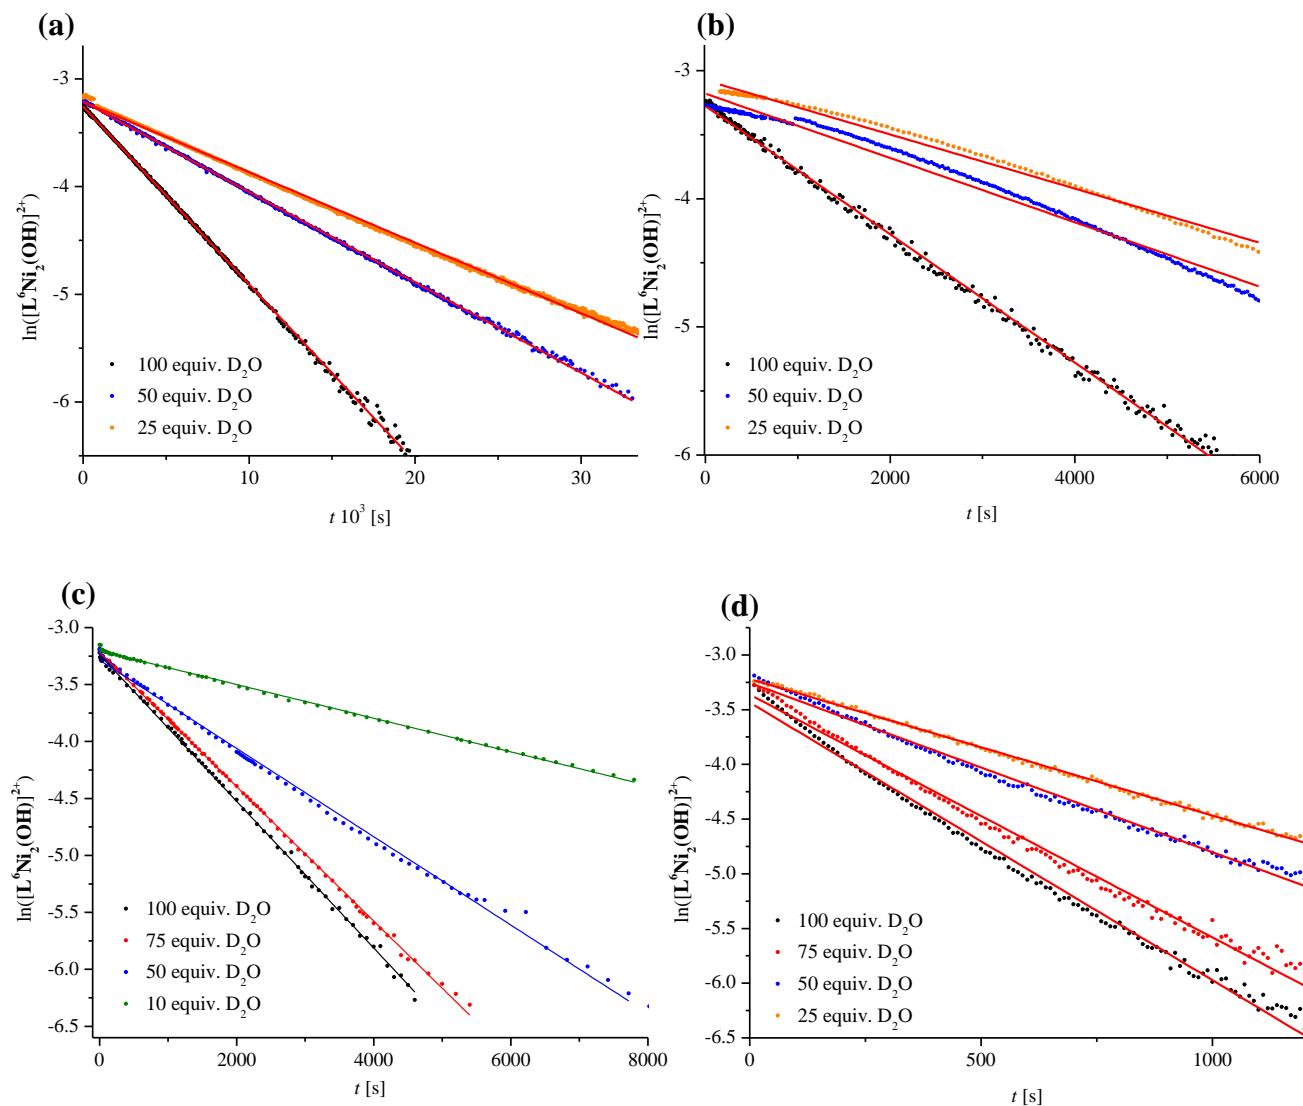 (a)
ln([L⁶Ni₂(OH)]²⁺)
-3
-4
-5
-6
100 equiv. D₂O
50 equiv. D₂O
25 equiv. D₂O
0
10
20
30
t 10³ [s]
(b)
ln([L⁶Ni₂(OH)]²⁺)
-3
-4
-5
-6
100 equiv. D₂O
50 equiv. D₂O
25 equiv. D₂O
0
2000
4000
6000
t [s]
(c)
ln([L⁶Ni₂(OH)]²⁺)
-3.0
-3.5
-4.0
-4.5
-5.0
-5.5
-6.0
-6.5
100 equiv. D₂O
75 equiv. D₂O
50 equiv. D₂O
10 equiv. D₂O
0
2000
4000
6000
8000
t [s]
(d)
ln([L⁶Ni₂(OH)]²⁺)
-3.0
-3.5
-4.0
-4.5
-5.0
-5.5
-6.0
-6.5
100 equiv. D₂O
75 equiv. D₂O
50 equiv. D₂O
25 equiv. D₂O
0
500
1000
t [s]